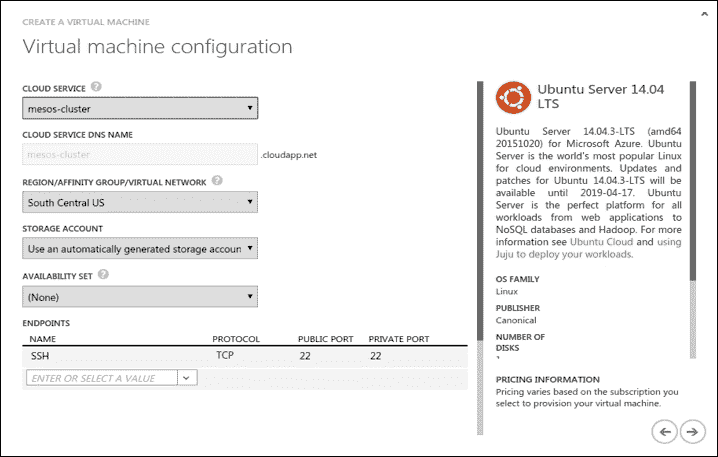 CREATE A VIRTUAL MACHINE
Virtual machine configuration
CLOUD SERVICE ?
mesos-cluster
CLOUD SERVICE DNS NAME
mesos-cluster .cloudapp.net
REGION/AFFINITY GROUP/VIRTUAL NETWORK ?
South Central US
STORAGE ACCOUNT
Use an automatically generated storage accoun
AVAILABILITY SET ?
(None)
ENDPOINTS
NAME PROTOCOL PUBLIC PORT PRIVATE PORT
SSH TCP 22 22
ENTER OR SELECT A VALUE
Ubuntu Server 14.04
LTS
Ubuntu Server 14.04.3-LTS (amd64
20151020) for Microsoft Azure. Ubuntu
Server is the world's most popular Linux
for cloud environments. Updates and
patches for Ubuntu 14.04.3-LTS will be
available until 2019-04-17. Ubuntu
Server is the perfect platform for all
workloads from web applications to
NoSQL databases and Hadoop. For more
information see Ubuntu Cloud and using
Juju to deploy your workloads.
OS FAMILY
Linux
PUBLISHER
Canonical
NUMBER OF
DISKS
PRICING INFORMATION
Pricing varies based on the subscription you
select to provision your virtual machine.